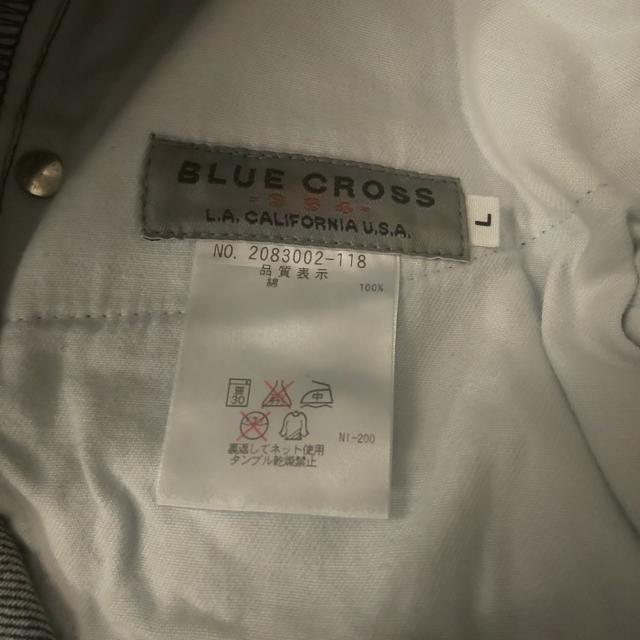 BLUE CROSS
L.A. CALIFORNIA U.S.A.
L
NO. 2083002-118
品質表示
綿 100%
30
中
NI-200
裏返してネット使用
タンブル乾燥禁止